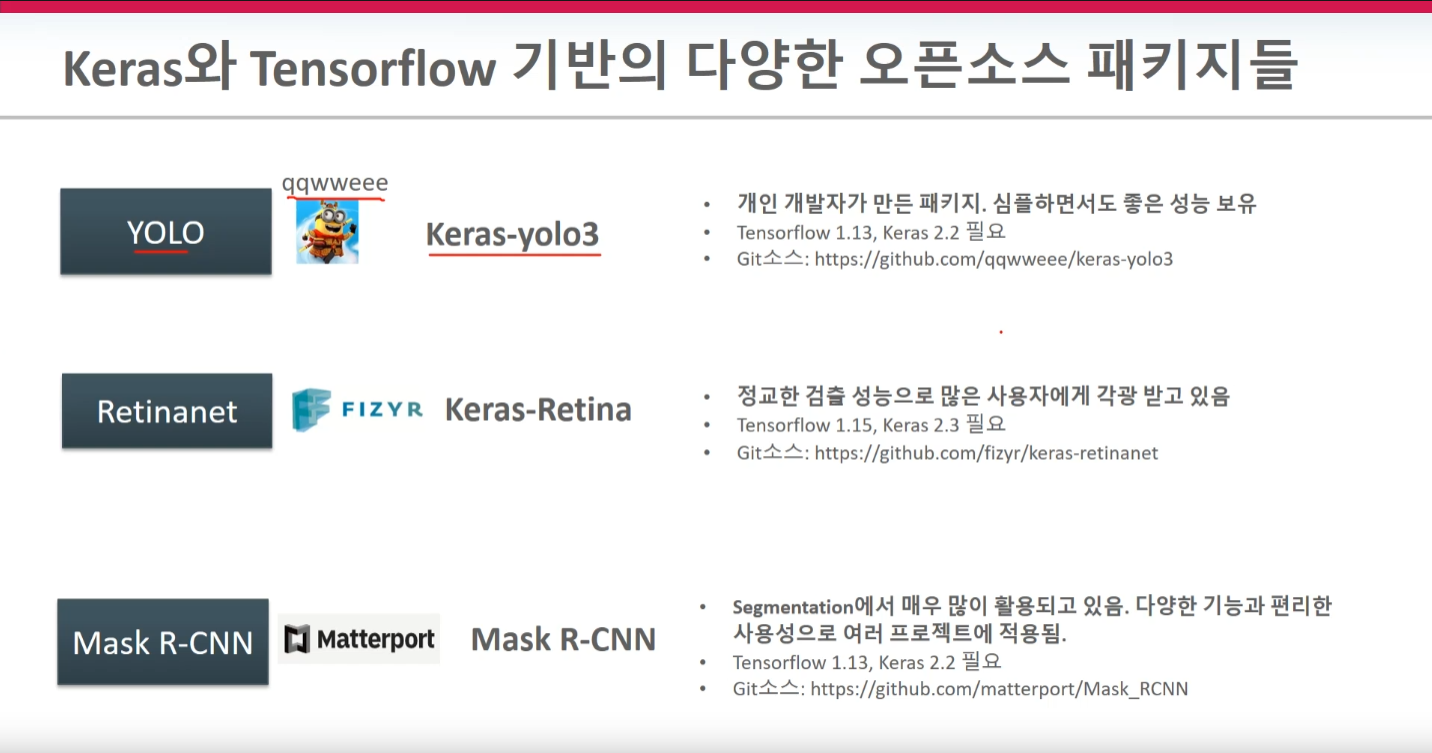 Keras와 Tensorflow 기반의 다양한 오픈소스 패키지들
YOLO
qqwweee
Keras-yolo3
• 개인 개발자가 만든 패키지. 심플하면서도 좋은 성능 보유
• Tensorflow 1.13, Keras 2.2 필요
• Git소스: https://github.com/qqwweee/keras-yolo3
Retinanet
FIZYR
Keras-Retina
• 정교한 검출 성능으로 많은 사용자에게 각광 받고 있음
• Tensorflow 1.15, Keras 2.3 필요
• Git소스: https://github.com/fizyr/keras-retinanet
Mask R-CNN
Matterport
Mask R-CNN
• Segmentation에서 매우 많이 활용되고 있음. 다양한 기능과 편리한
사용성으로 여러 프로젝트에 적용됨.
• Tensorflow 1.13, Keras 2.2 필요
• Git소스: https://github.com/matterport/Mask_RCNN